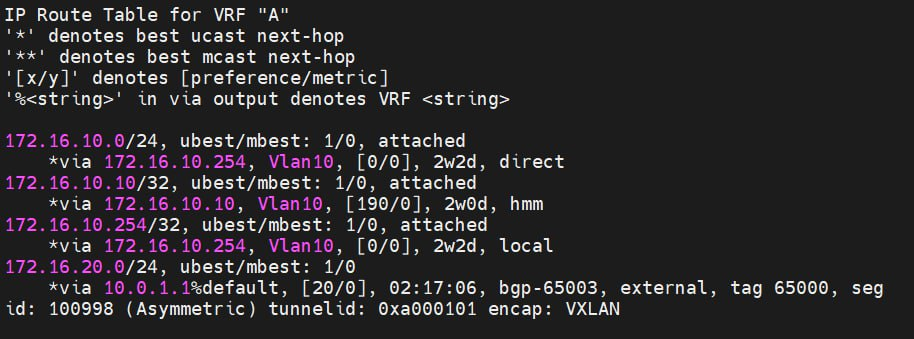 IP Route Table for VRF "A"
'*' denotes best ucast next-hop
'**' denotes best mcast next-hop
'[x/y]' denotes [preference/metric]
'%<string>' in via output denotes VRF <string>

172.16.10.0/24, ubest/mbest: 1/0, attached
    *via 172.16.10.254, Vlan10, [0/0], 2w2d, direct
172.16.10.10/32, ubest/mbest: 1/0, attached
    *via 172.16.10.10, Vlan10, [190/0], 2w0d, hmm
172.16.10.254/32, ubest/mbest: 1/0, attached
    *via 172.16.10.254, Vlan10, [0/0], 2w2d, local
172.16.20.0/24, ubest/mbest: 1/0
    *via 10.0.1.1%default, [20/0], 02:17:06, bgp-65003, external, tag 65000, seg
id: 100998 (Asymmetric) tunnelid: 0xa000101 encap: VXLAN